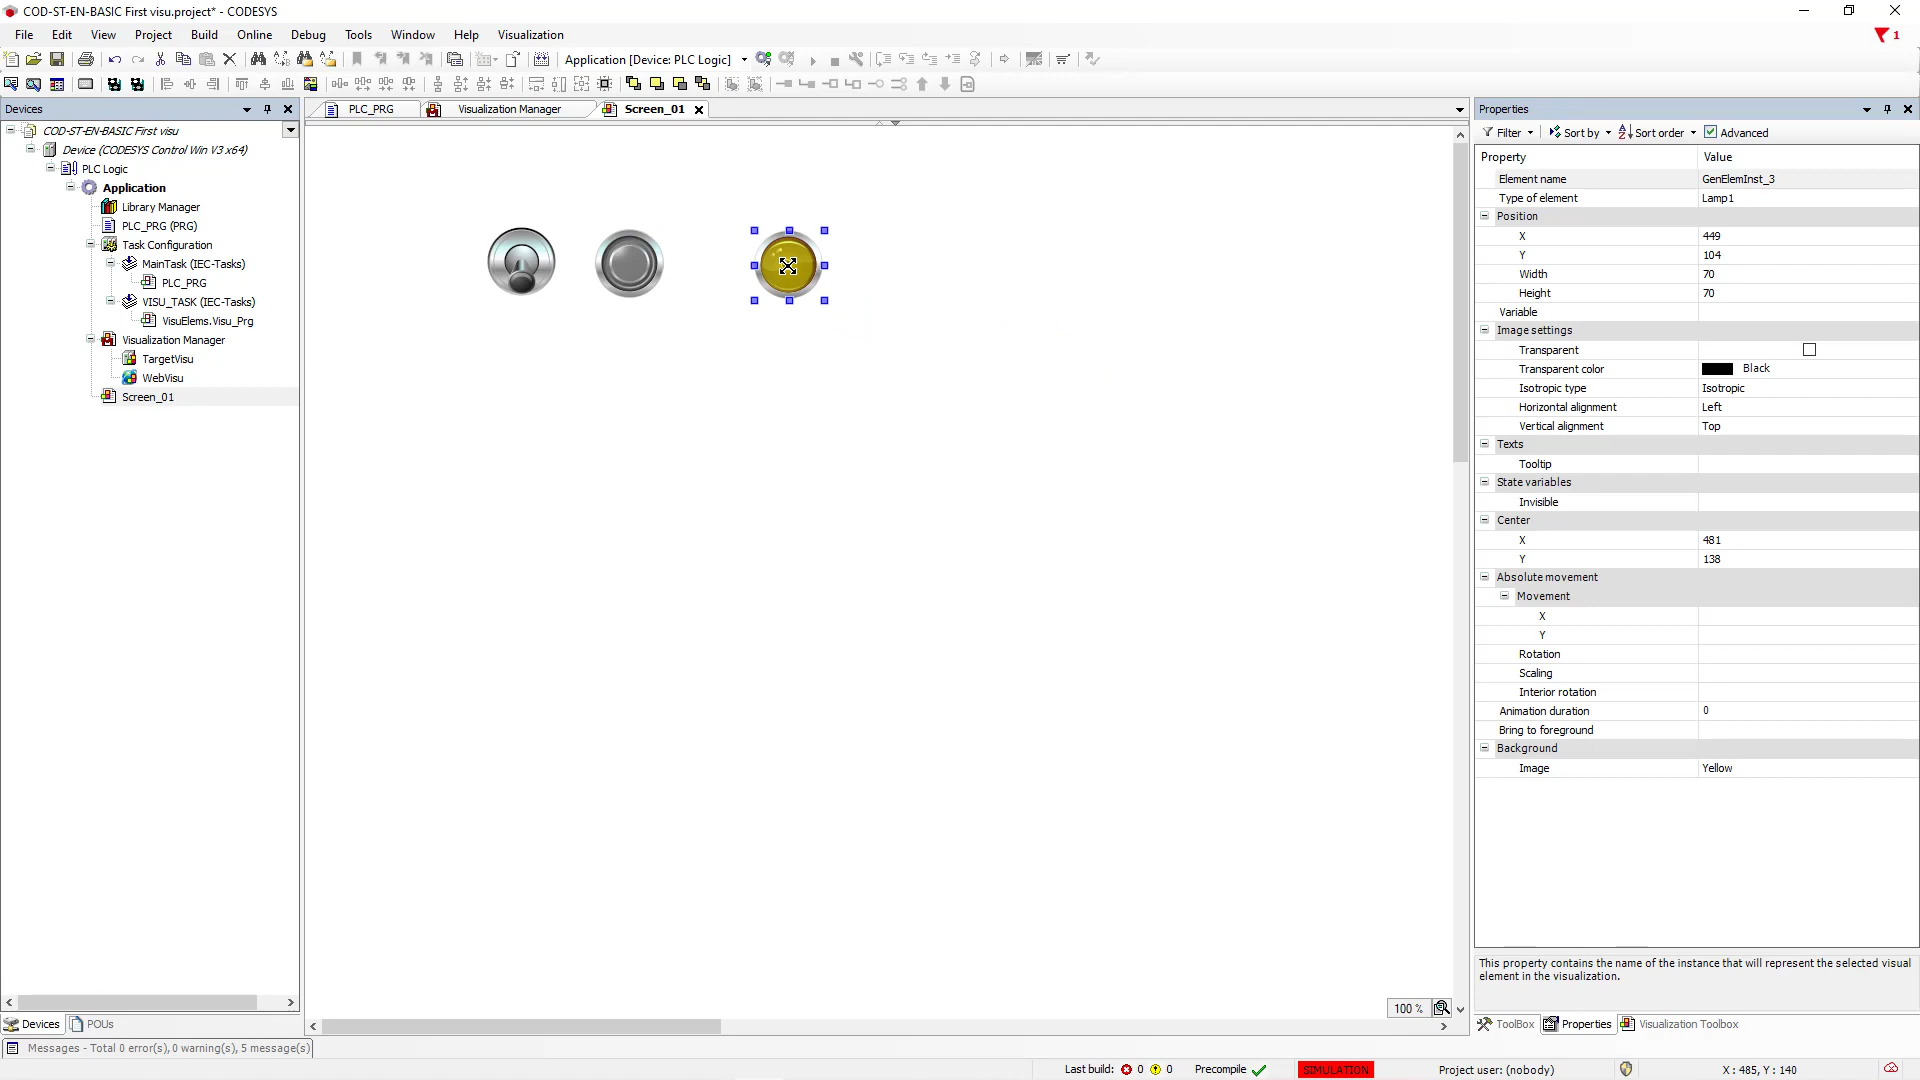 COD-ST-EN-BASIC First visu.project* - CODESYS
File Edit View Project Build Online Debug Tools Window Help Visualization
1
Application [Device: PLC Logic]
Devices
PLC_PRG Visualization Manager Screen_01
COD-ST-EN-BASIC First visu
Device (CODESYS Control Win V3 x64)
PLC Logic
Application
Library Manager
PLC_PRG (PRG)
Task Configuration
MainTask (IEC-Tasks)
PLC_PRG
VISU_TASK (IEC-Tasks)
VisuElems.Visu_Prg
Visualization Manager
TargetVisu
WebVisu
Screen_01
Properties
Filter Sort by Sort order Advanced
Property Value
Element name GenElemInst_3
Type of element Lamp1
Position
X 449
Y 104
Width 70
Height 70
Variable
Image settings
Transparent
Transparent color Black
Isotropic type Isotropic
Horizontal alignment Left
Vertical alignment Top
Texts
Tooltip
State variables
Invisible
Center
X 481
Y 138
Absolute movement
Movement
X
Y
Rotation
Scaling
Interior rotation
Animation duration 0
Bring to foreground
Background
Image Yellow
This property contains the name of the instance that will represent the selected visual
element in the visualization.
100 %
Devices POUs
ToolBox Properties Visualization Toolbox
Messages - Total 0 error(s), 0 warning(s), 5 message(s)
Last build: 0 0 Precompile SIMULATION Project user: (nobody) X : 485, Y : 140